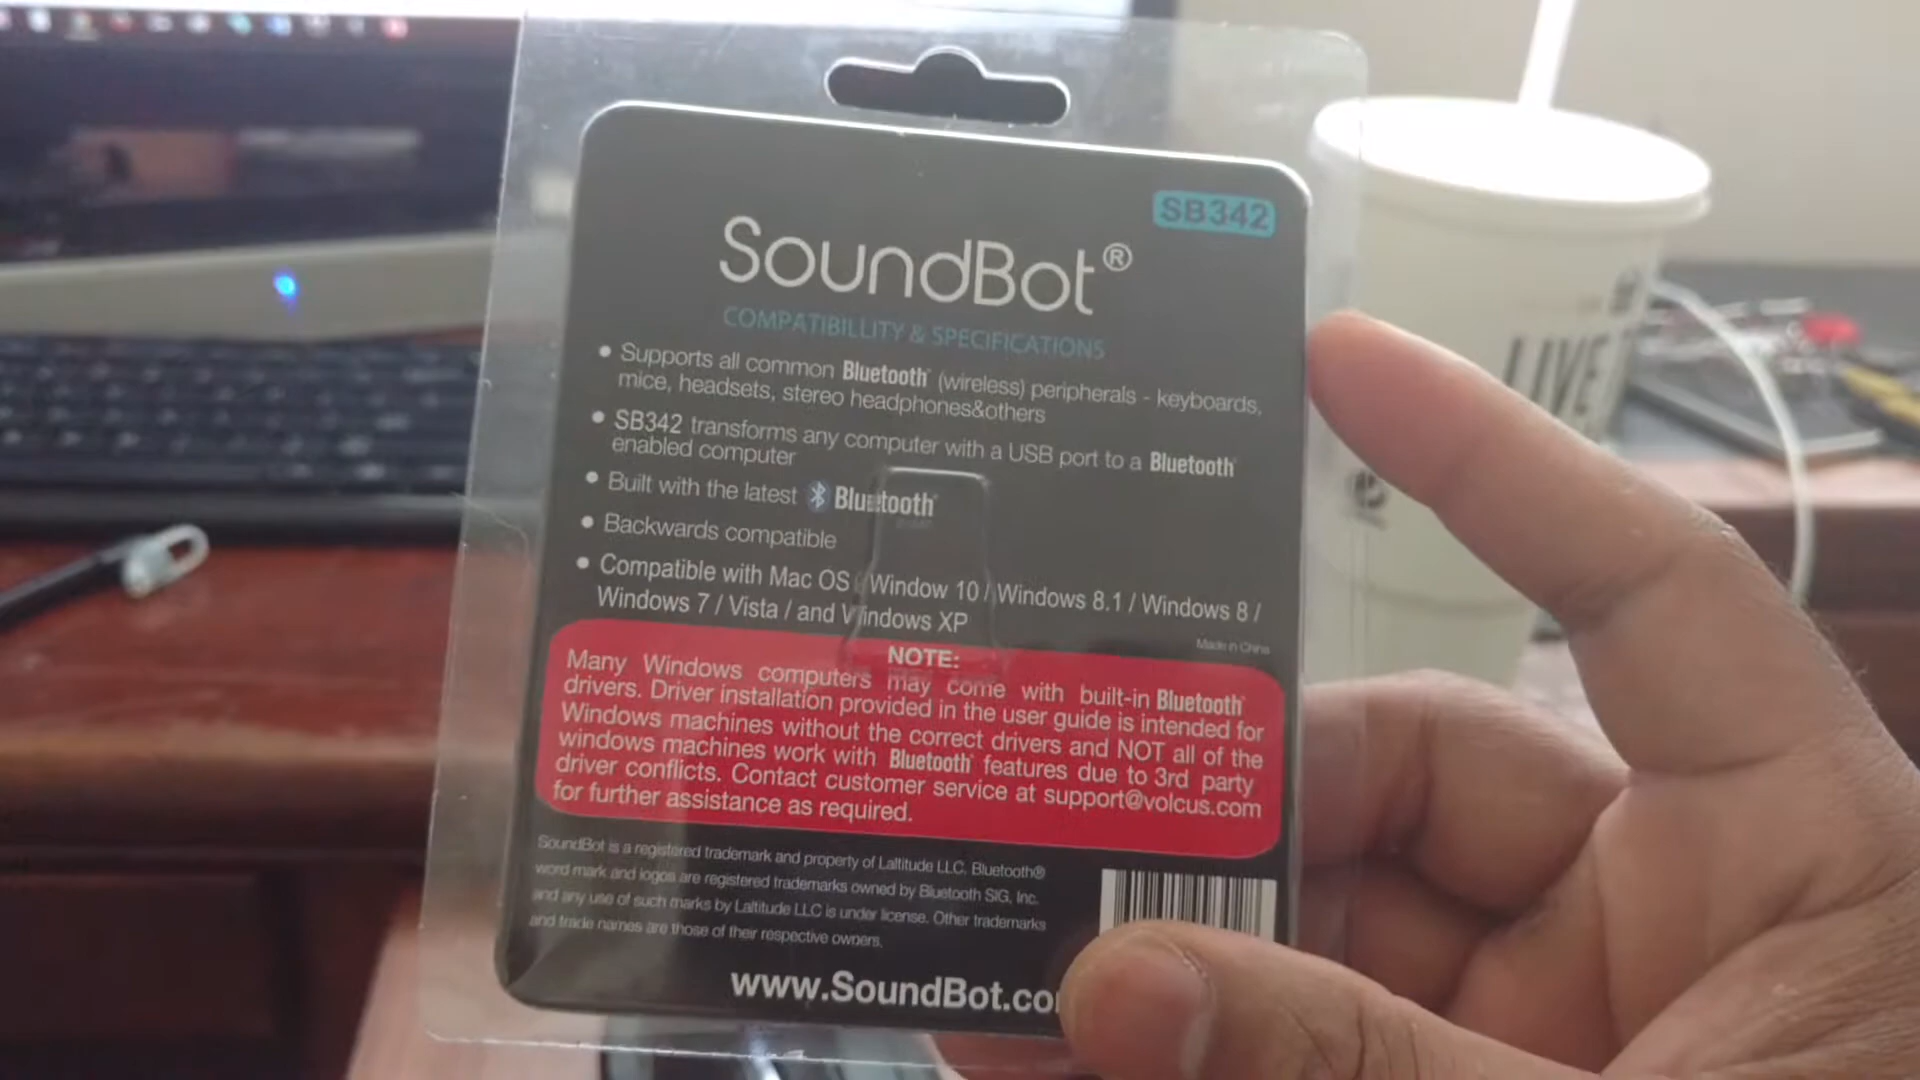 SB342
SoundBot®
COMPATIBILLITY & SPECIFICATIONS
• Supports all common Bluetooth (wireless) peripherals - keyboards,
mice, headsets, stereo headphones&others
• SB342 transforms any computer with a USB port to a Bluetooth
enabled computer
• Built with the latest Bluetooth
• Backwards compatible
• Compatible with Mac OS / Window 10 / Windows 8.1 / Windows 8 /
Windows 7 / Vista / and Windows XP
Made in China
NOTE:
Many Windows computers may come with built-in Bluetooth
drivers. Driver installation provided in the user guide is intended for
Windows machines without the correct drivers and NOT all of the
windows machines work with Bluetooth features due to 3rd party
driver conflicts. Contact customer service at support@volcus.com
for further assistance as required.
SoundBot is a registered trademark and property of Laltitude LLC. Bluetooth®
word mark and logos are registered trademarks owned by Bluetooth SIG, Inc.
and any use of such marks by Laltitude LLC is under license. Other trademarks
and trade names are those of their respective owners.
www.SoundBot.co
LIVE